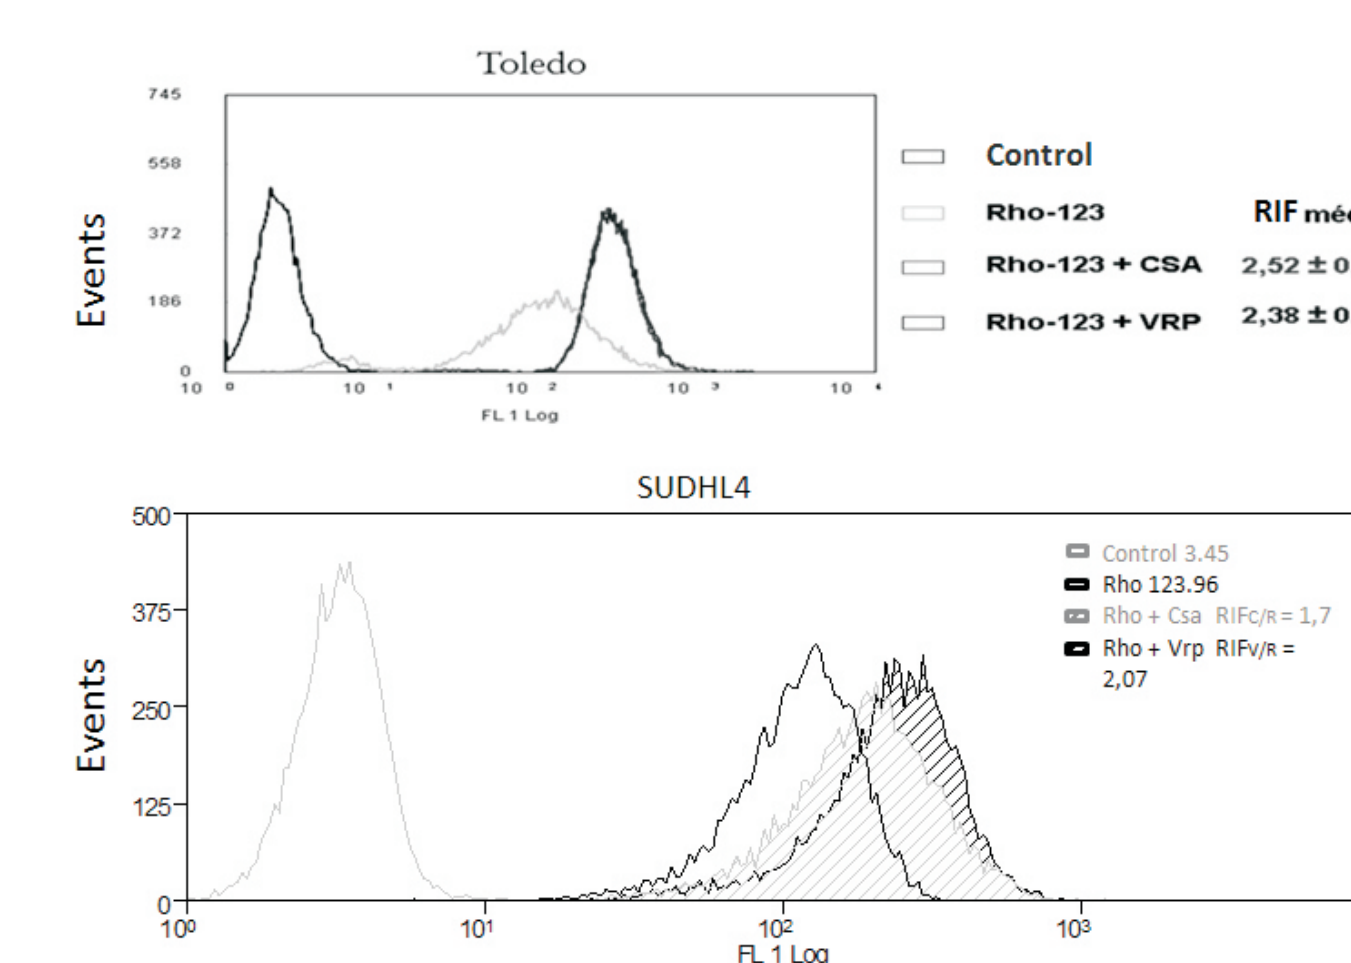 Toledo
745
558
372
186
0
Events
10 0 10 1 10 2 10 3 10 4
FL 1 Log
Control
Rho-123
RIF
Rho-123 + CSA 2,52 ± 0
Rho-123 + VRP 2,38 ± 0
SUDHL4
500
375
250
125
0
Events
10⁰ 10¹ 10² 10³
FL 1 Log
Control 3.45
Rho 123.96
Rho + Csa RIFC/R = 1,7
Rho + Vrp RIFV/R =
2,07